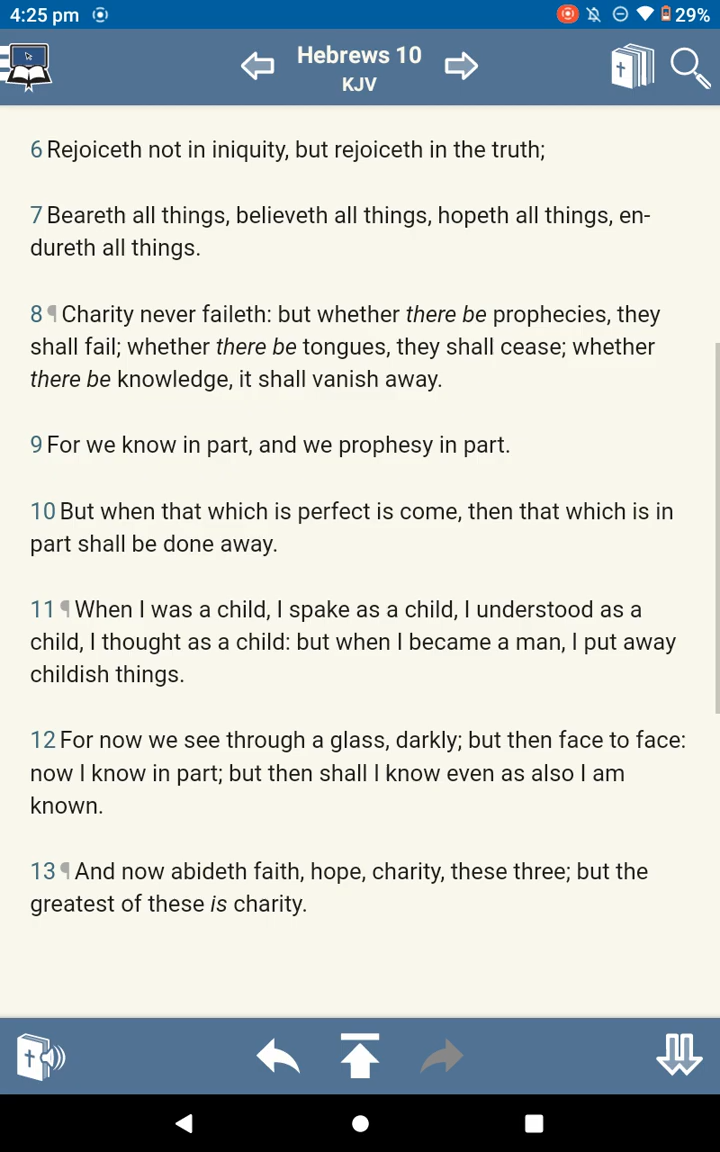 4:25 pm
29%
Hebrews 10
KJV
6 Rejoiceth not in iniquity, but rejoiceth in the truth;
7 Beareth all things, believeth all things, hopeth all things, en-
dureth all things.
8 ¶ Charity never faileth: but whether there be prophecies, they
shall fail; whether there be tongues, they shall cease; whether
there be knowledge, it shall vanish away.
9 For we know in part, and we prophesy in part.
10 But when that which is perfect is come, then that which is in
part shall be done away.
11 ¶ When I was a child, I spake as a child, I understood as a
child, I thought as a child: but when I became a man, I put away
childish things.
12 For now we see through a glass, darkly; but then face to face:
now I know in part; but then shall I know even as also I am
known.
13 ¶ And now abideth faith, hope, charity, these three; but the
greatest of these is charity.